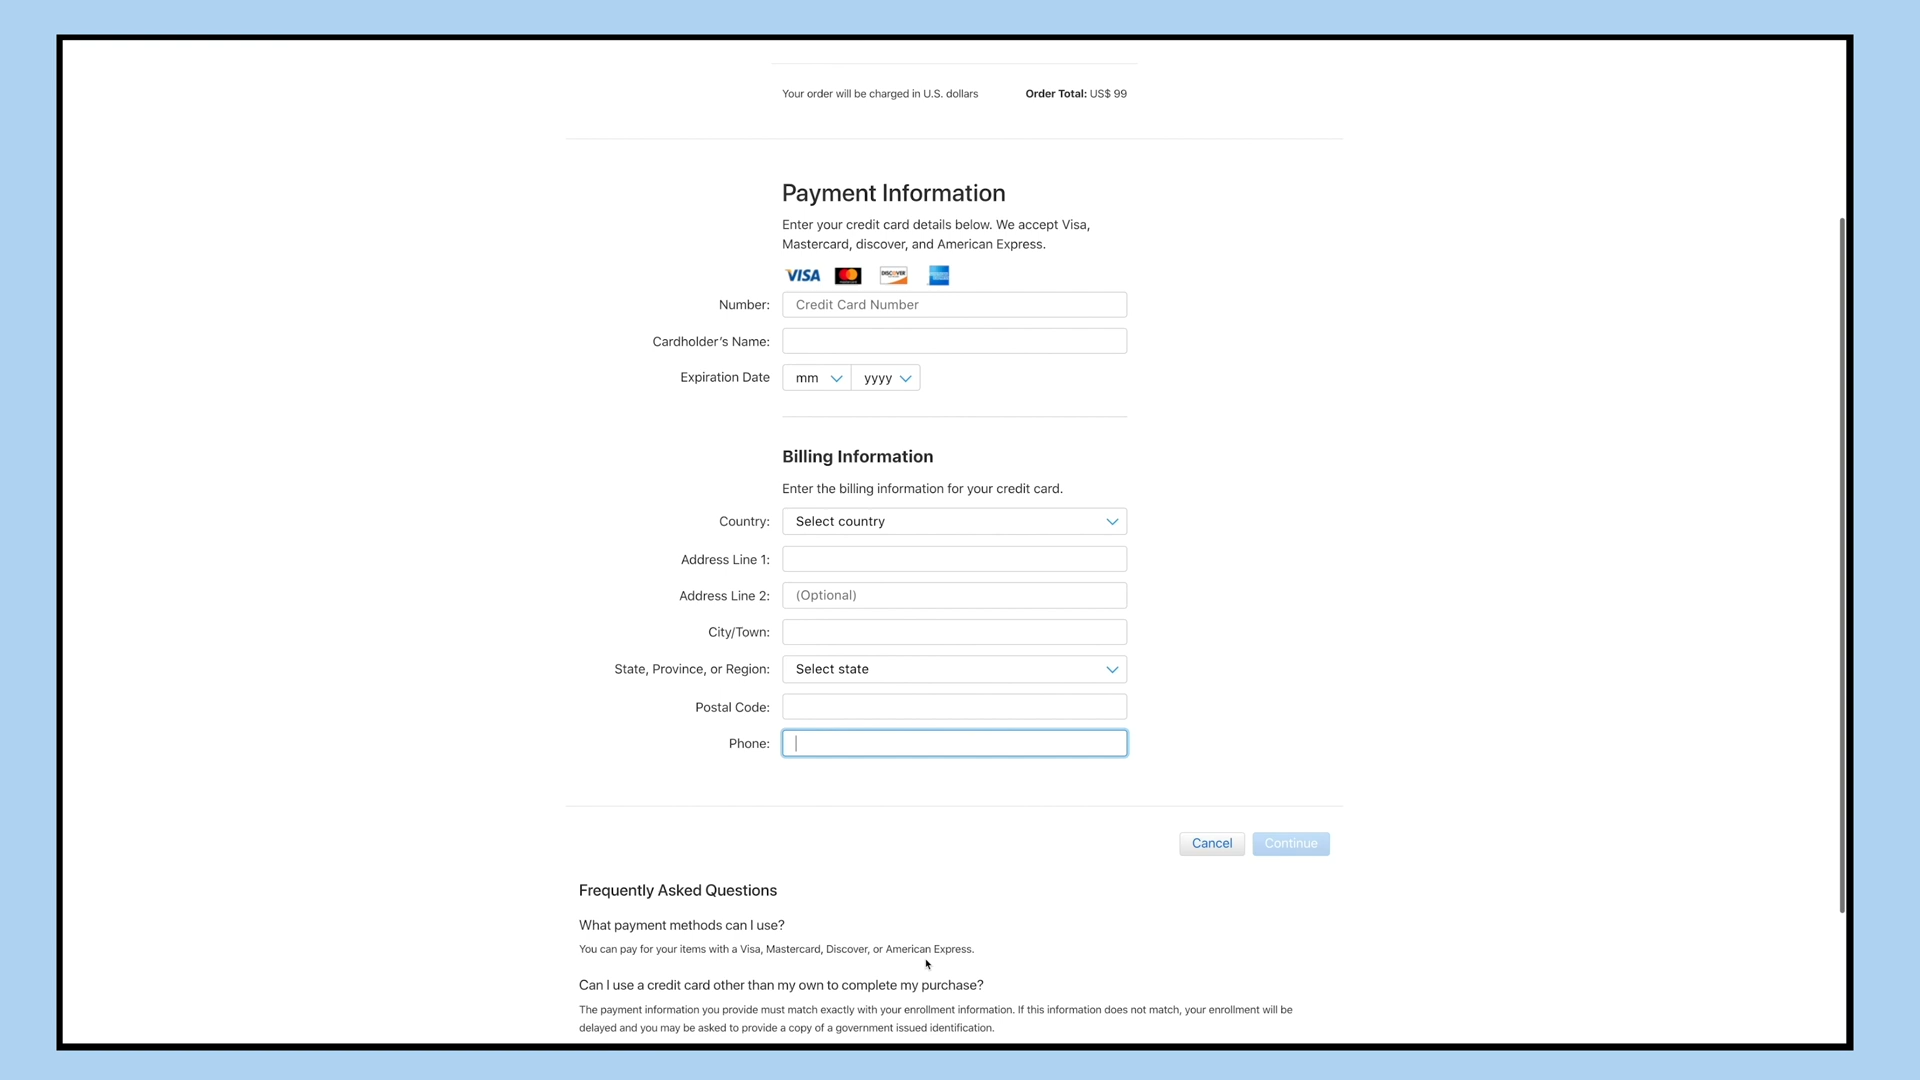 Your order will be charged in U.S. dollars Order Total: US$ 99
Payment Information
Enter your credit card details below. We accept Visa,
Mastercard, discover, and American Express.
VISA DISCOVER
Number: Credit Card Number
Cardholder's Name:
Expiration Date mm yyyy
Billing Information
Enter the billing information for your credit card.
Country: Select country
Address Line 1:
Address Line 2: (Optional)
City/Town:
State, Province, or Region: Select state
Postal Code:
Phone:
Cancel Continue
Frequently Asked Questions
What payment methods can I use?
You can pay for your items with a Visa, Mastercard, Discover, or American Express.
Can I use a credit card other than my own to complete my purchase?
The payment information you provide must match exactly with your enrollment information. If this information does not match, your enrollment will be
delayed and you may be asked to provide a copy of a government issued identification.